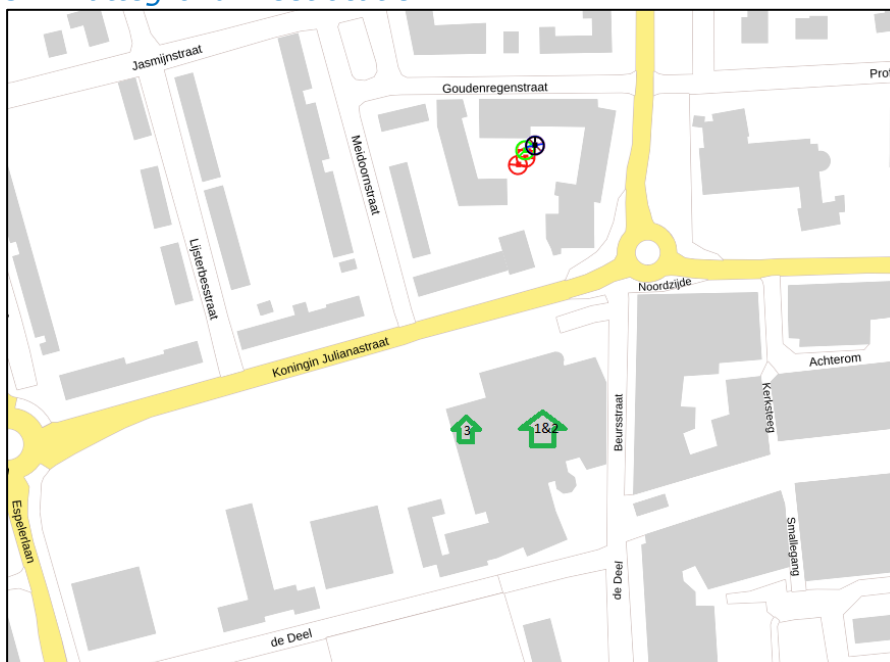 Jasmijnstraat
Goudenregenstraat
Prof
Meidoornstraat
Lijsterbesstraat
Noordzijde
Koningin Julianastraat
Achterom
Kerksteeg
Beursstraat
3
1&2
Espelerlaan
Smallegang
de Deel
de Deel